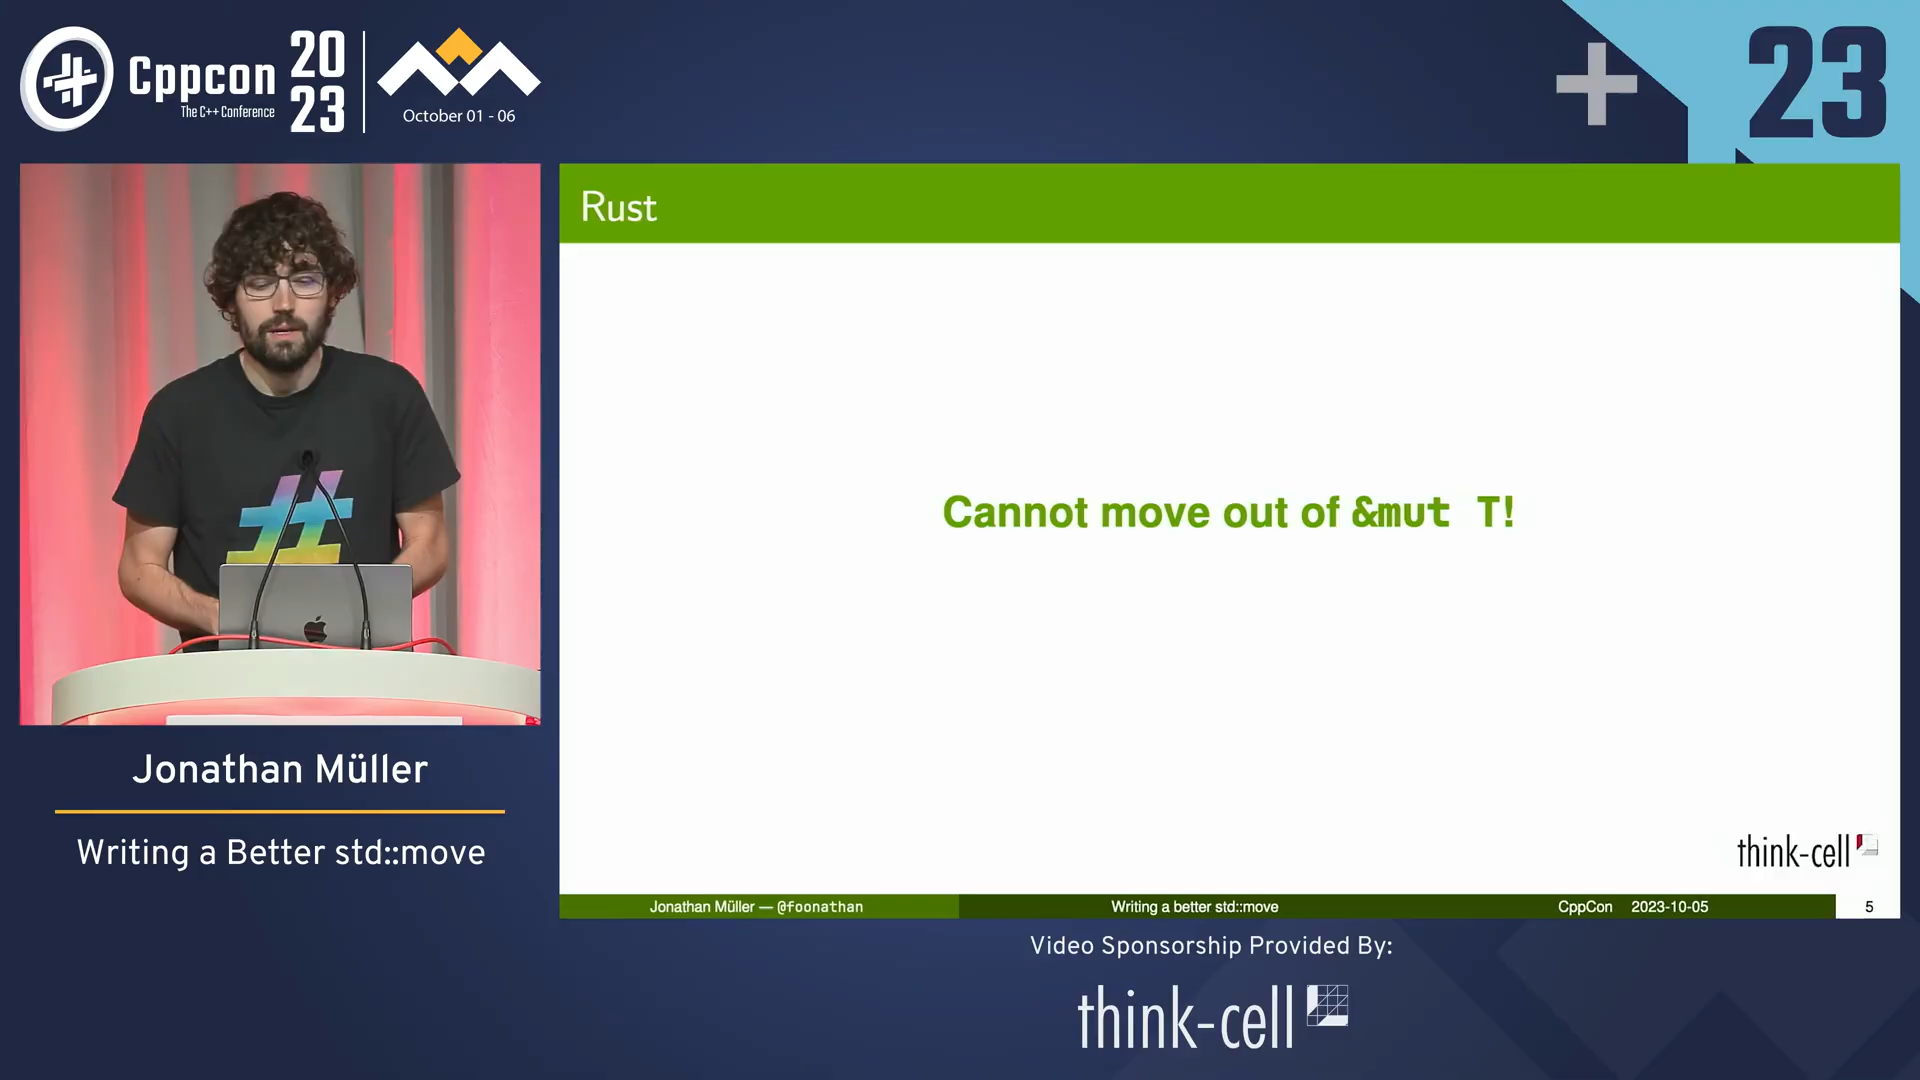 Cppcon
The C++ Conference
20
23
October 01 - 06
23
Rust
Cannot move out of &mut T!
think-cell
Jonathan Müller — @foonathan
Writing a better std::move
CppCon 2023-10-05
5
Jonathan Müller
Writing a Better std::move
Video Sponsorship Provided By:
think-cell